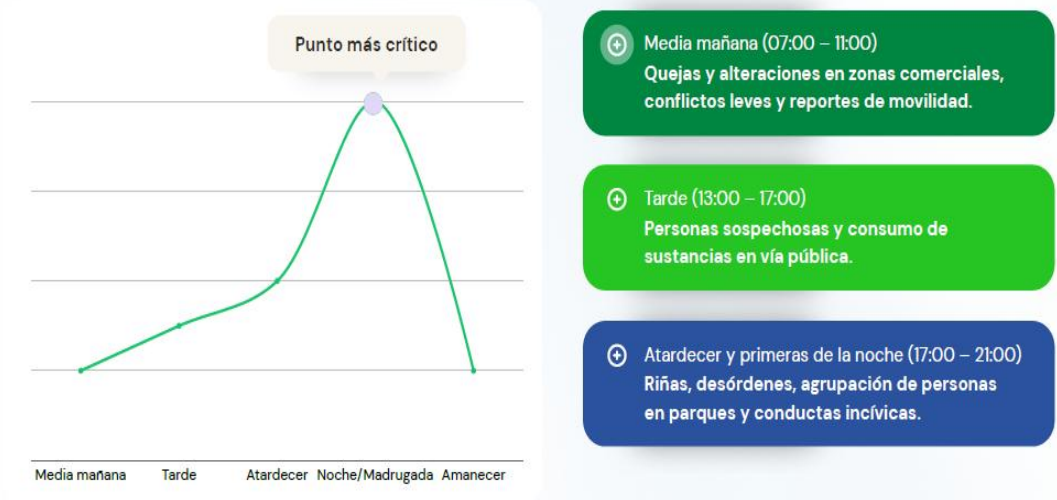 Punto más crítico
Media mañana
Tarde
Atardecer
Noche/Madrugada
Amanecer
Media mañana (07:00 – 11:00)
Quejas y alteraciones en zonas comerciales,
conflictos leves y reportes de movilidad.
Tarde (13:00 – 17:00)
Personas sospechosas y consumo de
sustancias en vía pública.
Atardecer y primeras de la noche (17:00 – 21:00)
Riñas, desórdenes, agrupación de personas
en parques y conductas incívicas.